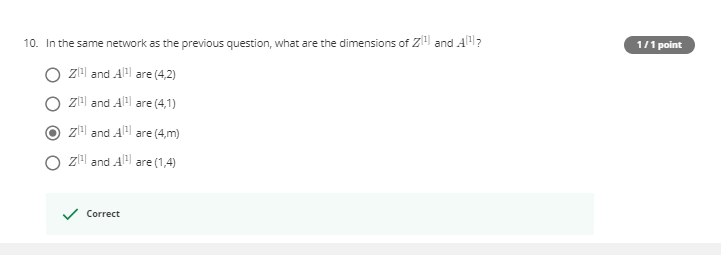 10. In the same network as the previous question, what are the dimensions of Z[1] and A[1]?
1 / 1 point
Z[1] and A[1] are (4,2)
Z[1] and A[1] are (4,1)
Z[1] and A[1] are (4,m)
Z[1] and A[1] are (1,4)
Correct